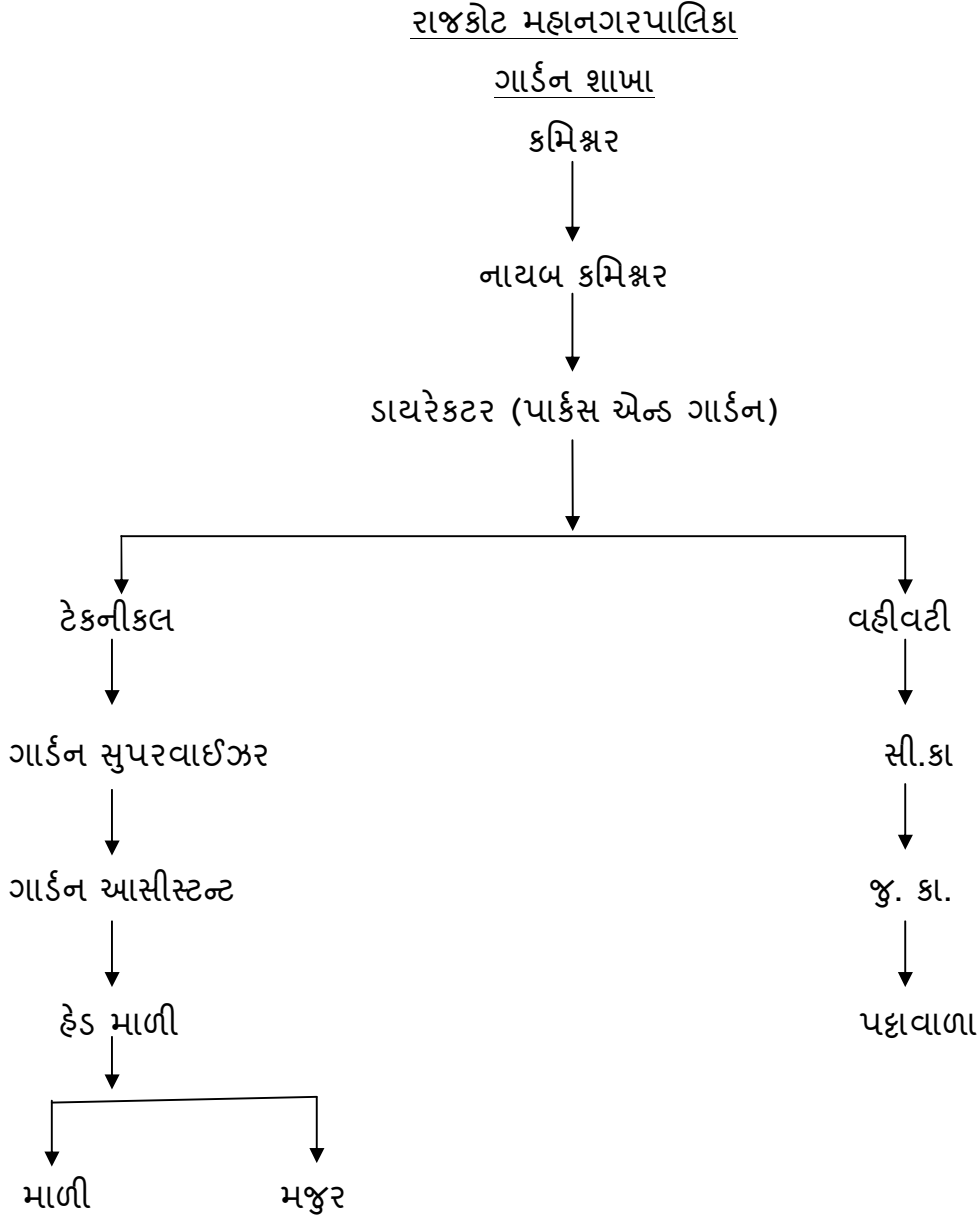 રાજકોટ મહાનગરપાલિકા
ગાર્ડન શાખા
કમિશ્નર
નાયબ કમિશ્નર
ડાયરેકટર (પાર્કસ એન્ડ ગાર્ડન)
ટેકનીકલ વહીવટી
ગાર્ડન સુપરવાઈઝર સી.કા
ગાર્ડન આસીસ્ટન્ટ જુ. કા.
હેડ માળી પટ્ટાવાળા
માળી મજુર